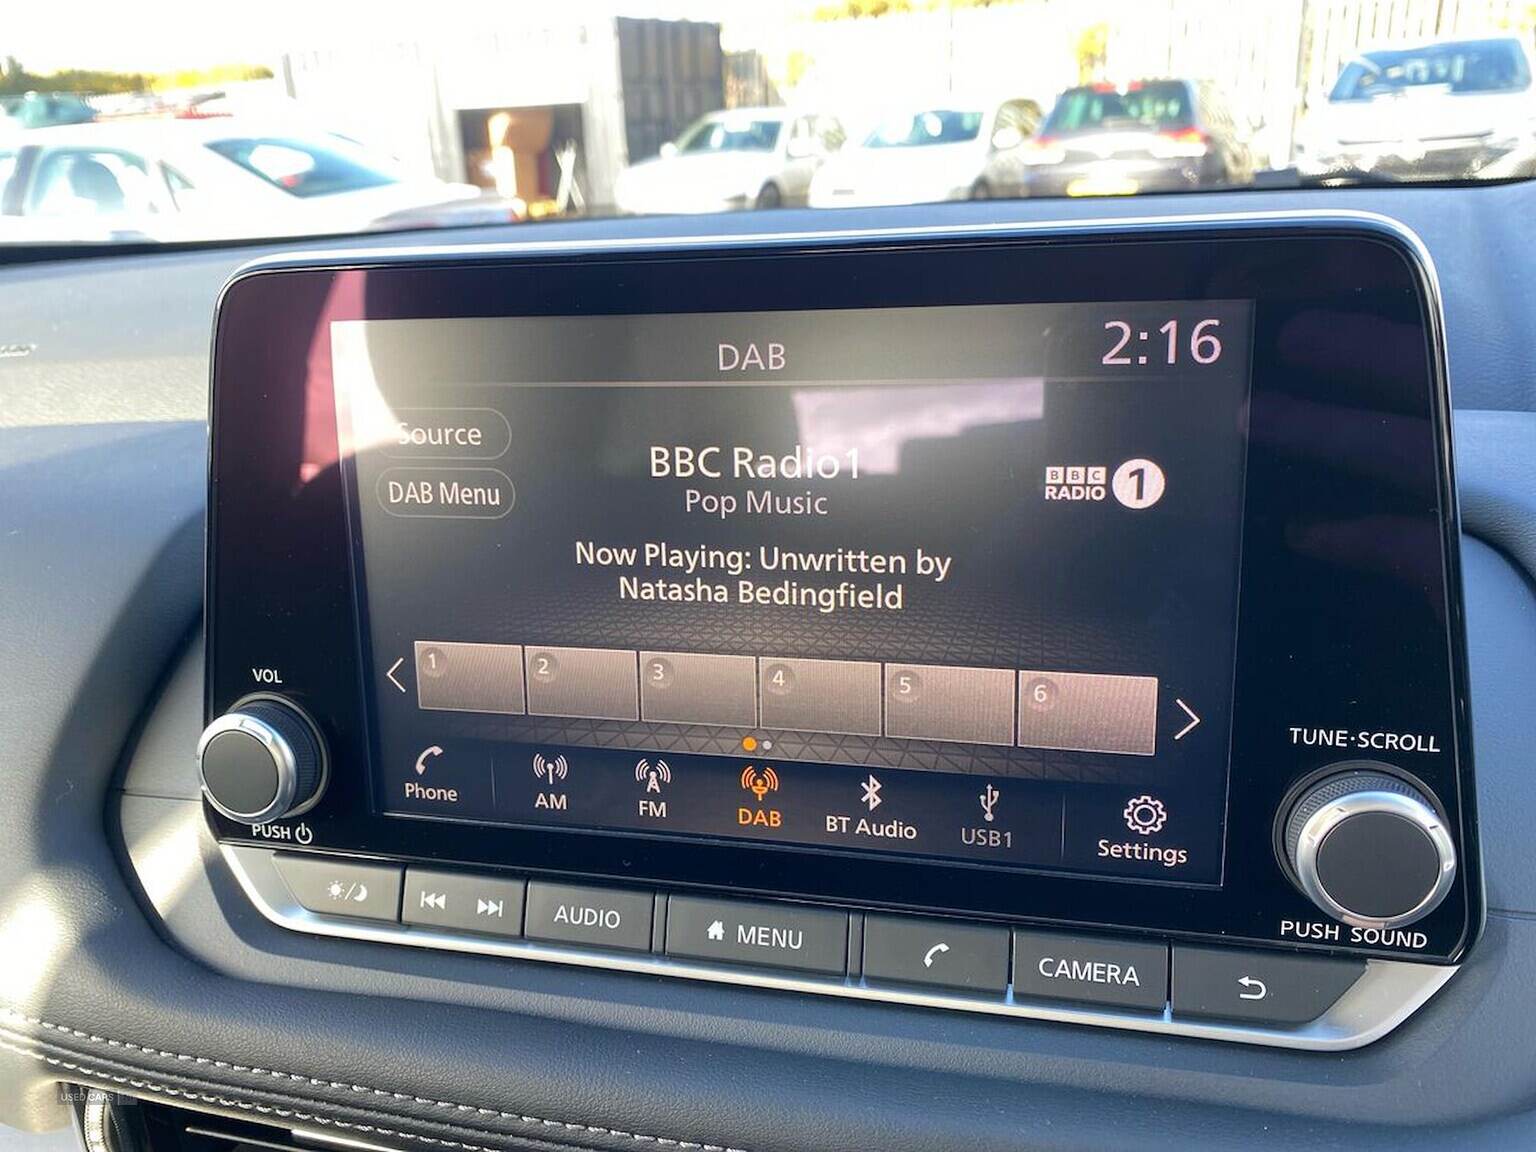 DAB
2:16
Source
DAB Menu
BBC Radio1
Pop Music
BBC
RADIO 1
Now Playing: Unwritten by
Natasha Bedingfield
1 2 3 4 5 6
VOL
PUSH
Phone
AM
FM
DAB
BT Audio
USB1
Settings
TUNE·SCROLL
PUSH SOUND
AUDIO
MENU
CAMERA
USED CARS